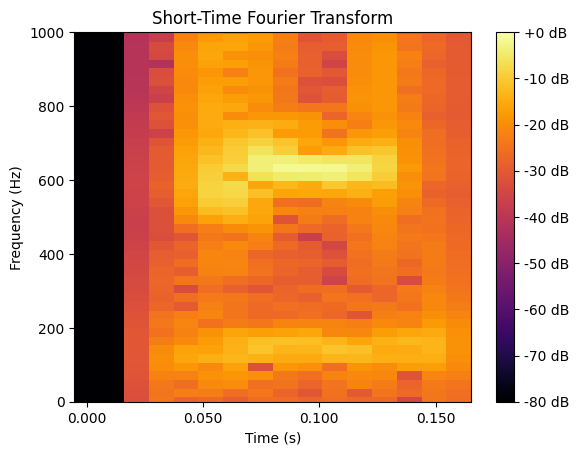 Short-Time Fourier Transform
1000
800
600
400
200
0
Frequency (Hz)
0.000
0.050
0.100
0.150
Time (s)
+0 dB
-10 dB
-20 dB
-30 dB
-40 dB
-50 dB
-60 dB
-70 dB
-80 dB